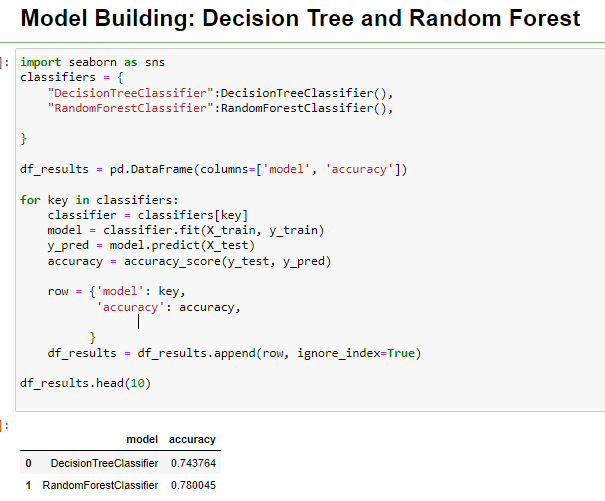 Model Building: Decision Tree and Random Forest
]:
import seaborn as sns
classifiers = {
    "DecisionTreeClassifier":DecisionTreeClassifier(),
    "RandomForestClassifier":RandomForestClassifier(),
}
df_results = pd.DataFrame(columns=['model', 'accuracy'])
for key in classifiers:
    classifier = classifiers[key]
    model = classifier.fit(X_train, y_train)
    y_pred = model.predict(X_test)
    accuracy = accuracy_score(y_test, y_pred)
    row = {'model': key,
           'accuracy': accuracy,
          }
    df_results = df_results.append(row, ignore_index=True)
df_results.head(10)
]:
model accuracy
0 DecisionTreeClassifier 0.743764
1 RandomForestClassifier 0.780045